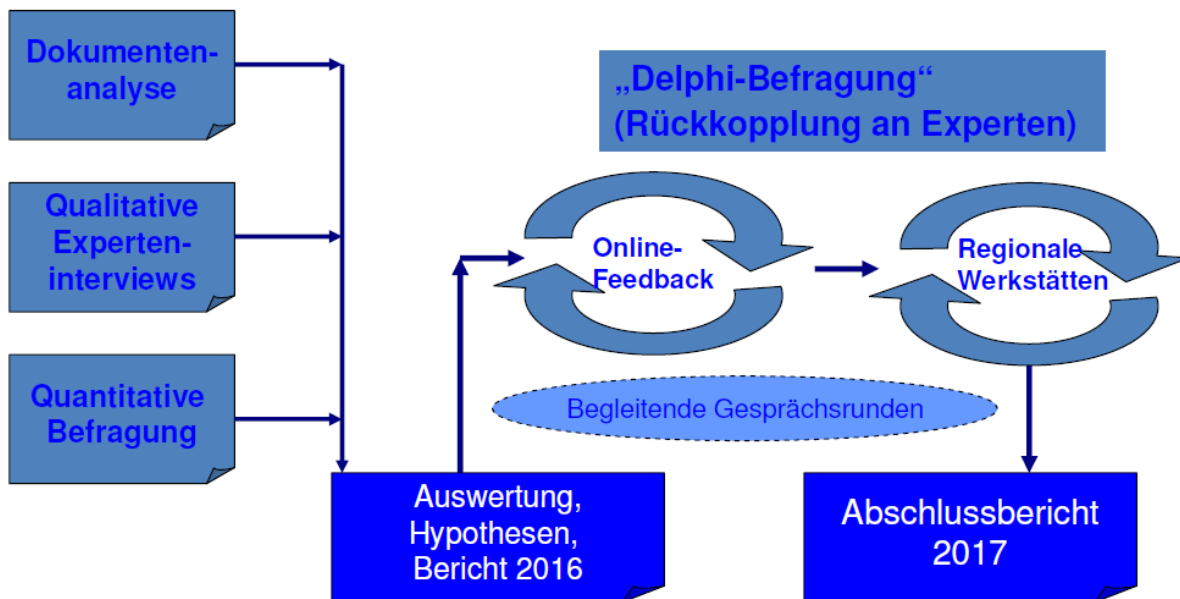 Dokumenten-
analyse
Qualitative
Experten-
interviews
Quantitative
Befragung
„Delphi-Befragung“
(Rückkopplung an Experten)
Online-
Feedback
Regionale
Werkstätten
Begleitende Gesprächsrunden
Auswertung,
Hypothesen,
Bericht 2016
Abschlussbericht
2017